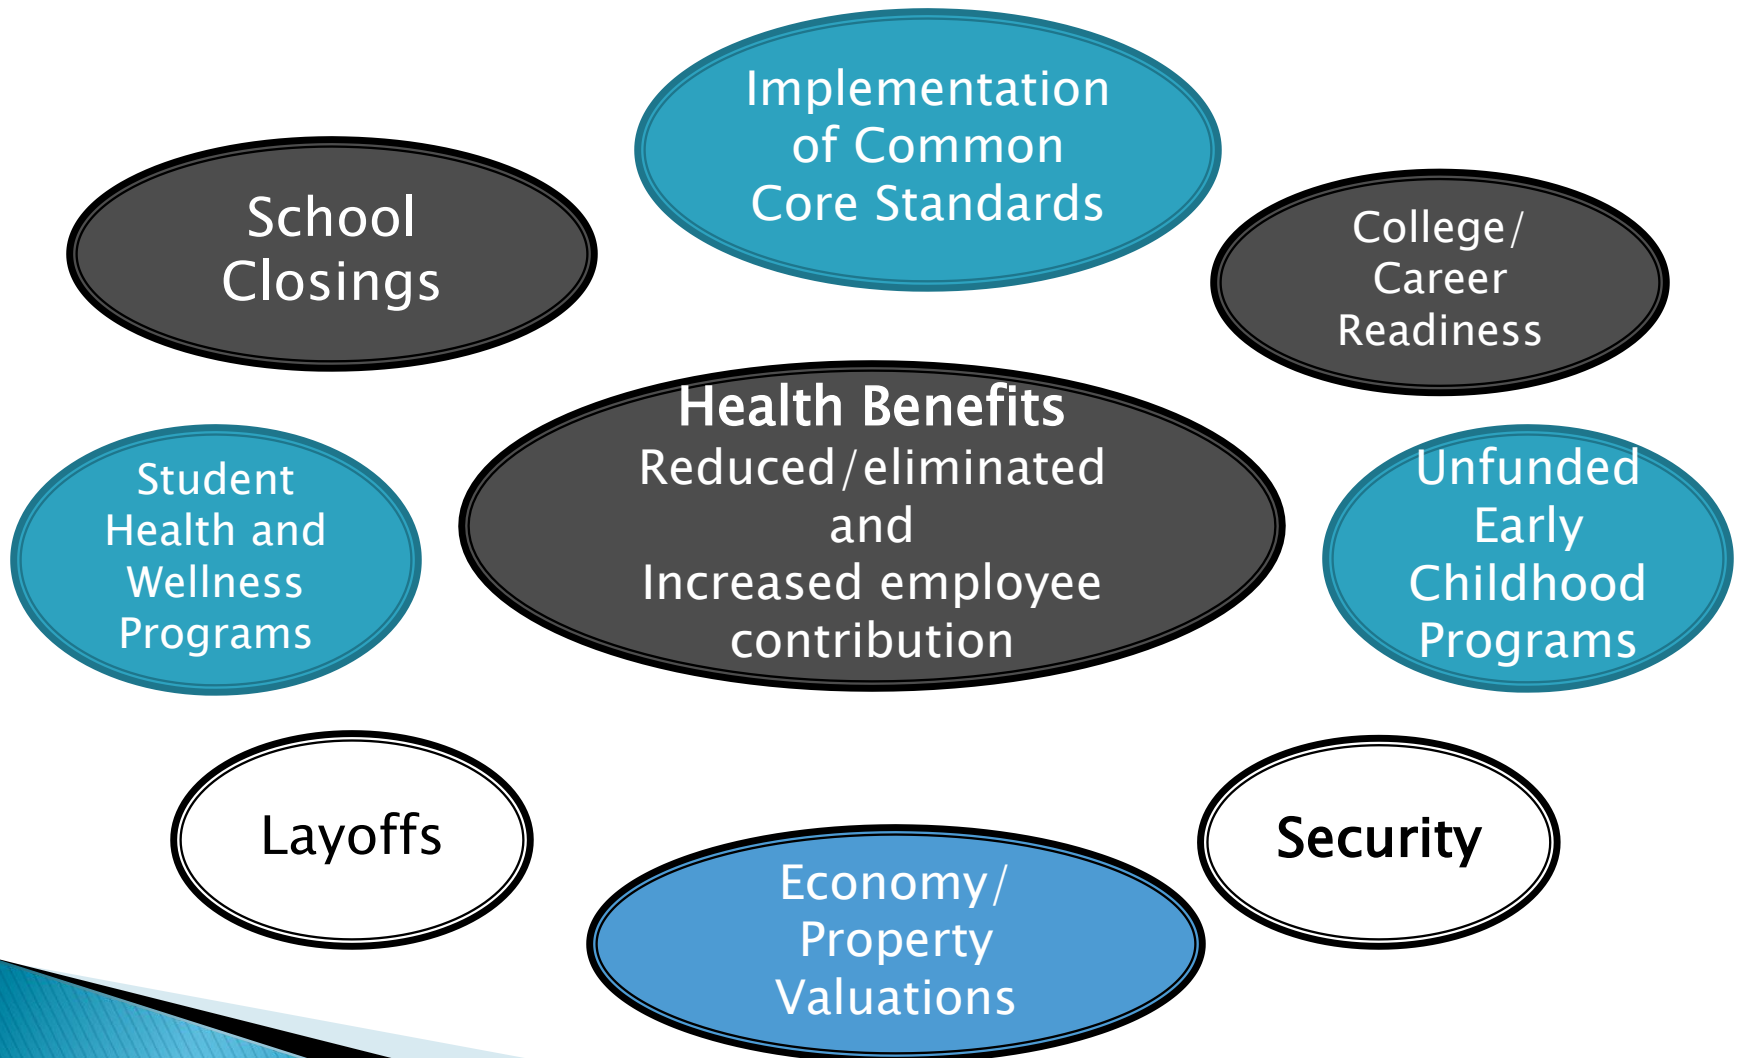 Implementation
of Common
Core Standards
School
Closings
College/
Career
Readiness
Health Benefits
Reduced/eliminated
and
Increased employee
contribution
Student
Health and
Wellness
Programs
Unfunded
Early
Childhood
Programs
Layoffs
Security
Economy/
Property
Valuations